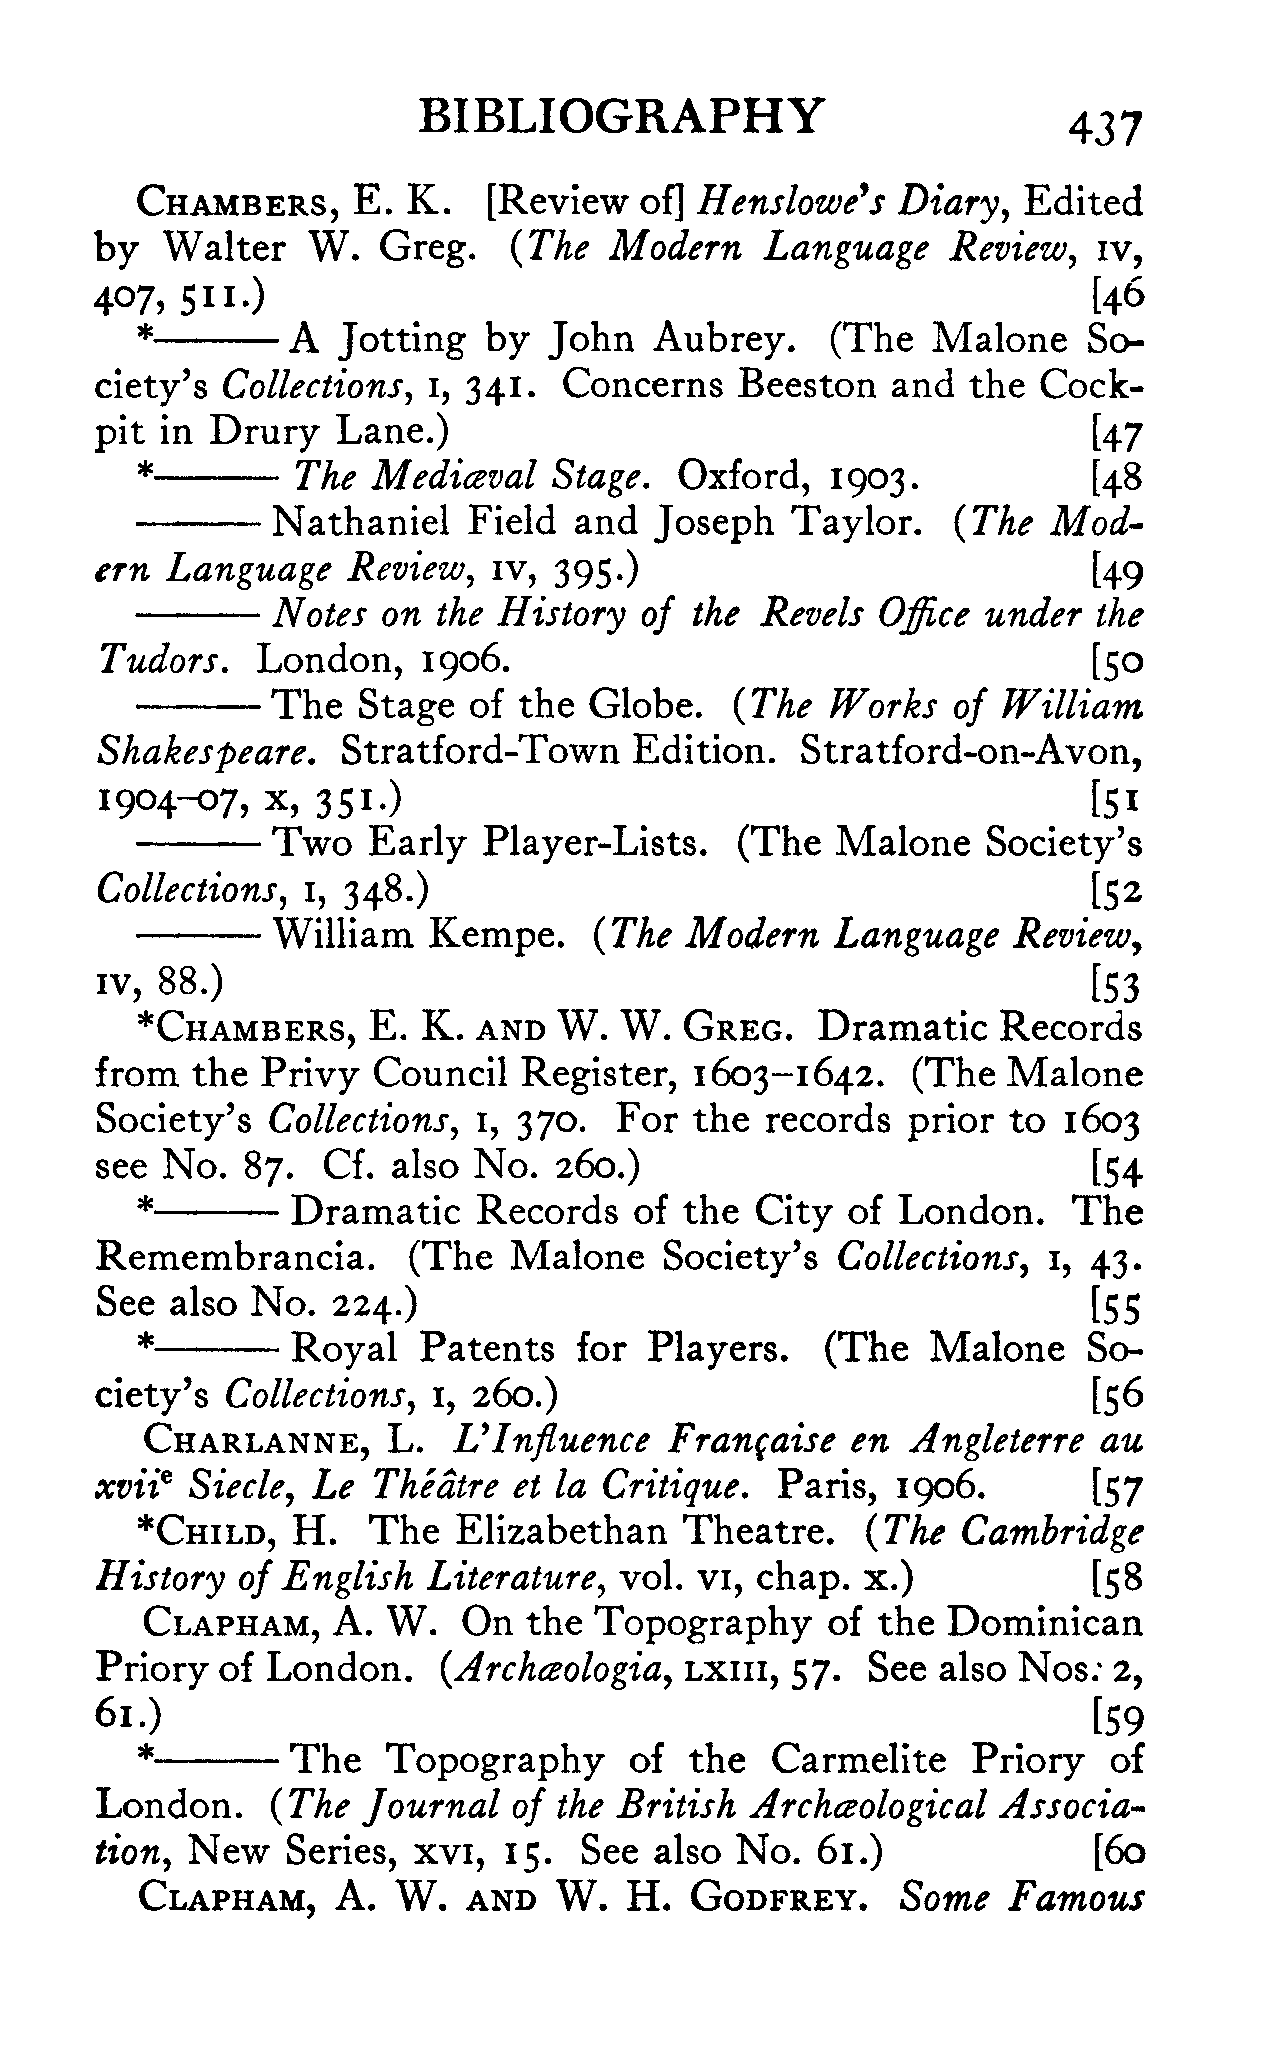 BIBLIOGRAPHY 437
CHAMBERS, E. K. [Review of] Henslowe's Diary, Edited
by Walter W. Greg. (The Modern Language Review, IV,
407, 511.) [46
*——— A Jotting by John Aubrey. (The Malone So-
ciety's Collections, I, 341. Concerns Beeston and the Cock-
pit in Drury Lane.) [47
*——— The Mediæval Stage. Oxford, 1903. [48
——— Nathaniel Field and Joseph Taylor. (The Mod-
ern Language Review, IV, 395.) [49
——— Notes on the History of the Revels Office under the
Tudors. London, 1906. [50
——— The Stage of the Globe. (The Works of William
Shakespeare. Stratford-Town Edition. Stratford-on-Avon,
1904–07, X, 351.) [51
——— Two Early Player-Lists. (The Malone Society's
Collections, I, 348.) [52
——— William Kempe. (The Modern Language Review,
IV, 88.) [53
*CHAMBERS, E. K. AND W. W. GREG. Dramatic Records
from the Privy Council Register, 1603–1642. (The Malone
Society's Collections, I, 370. For the records prior to 1603
see No. 87. Cf. also No. 260.) [54
*——— Dramatic Records of the City of London. The
Remembrancia. (The Malone Society's Collections, I, 43.
See also No. 224.) [55
*——— Royal Patents for Players. (The Malone So-
ciety's Collections, I, 260.) [56
CHARLANNE, L. L'Influence Française en Angleterre au
xviiᵉ Siecle, Le Théâtre et la Critique. Paris, 1906. [57
*CHILD, H. The Elizabethan Theatre. (The Cambridge
History of English Literature, vol. VI, chap. X.) [58
CLAPHAM, A. W. On the Topography of the Dominican
Priory of London. (Archæologia, LXIII, 57. See also Nos. 2,
61.) [59
*——— The Topography of the Carmelite Priory of
London. (The Journal of the British Archæological Associa-
tion, New Series, XVI, 15. See also No. 61.) [60
CLAPHAM, A. W. AND W. H. GODFREY. Some Famous